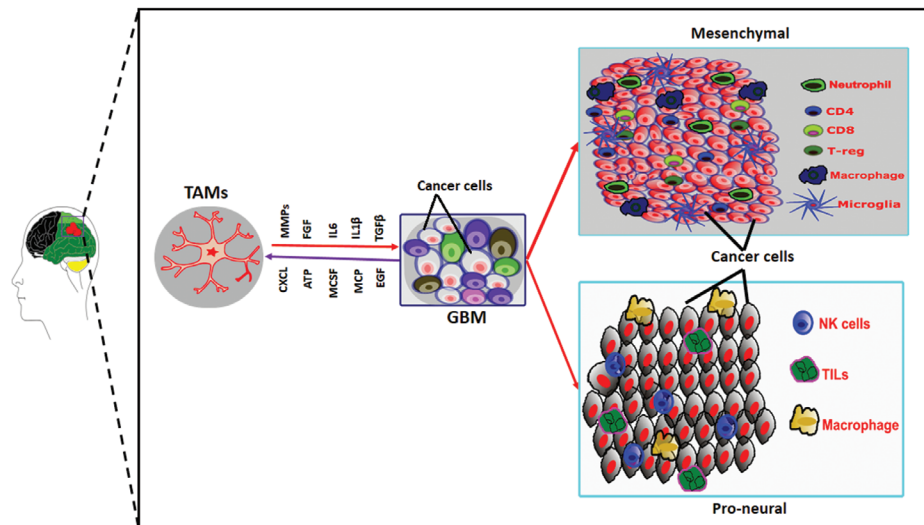 Mesenchymal
Neutrophil
CD4
CD8
T-reg
Macrophage
Microglia
TAMs
MMPs
FGF
IL6
IL1β
TGFβ
CXCL
ATP
MCSF
MCP
EGF
Cancer cells
GBM
Cancer cells
NK cells
TILs
Macrophage
Pro-neural